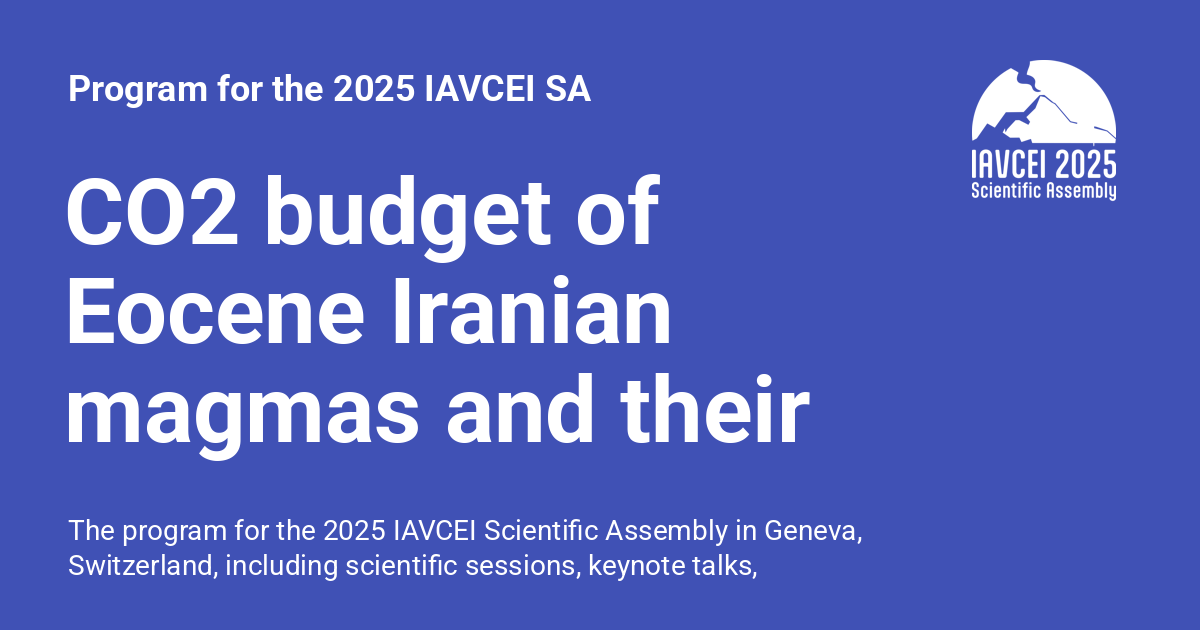 Program for the 2025 IAVCEI SA
IAVCEI 2025
Scientific Assembly
CO2 budget of
Eocene Iranian
magmas and their
The program for the 2025 IAVCEI Scientific Assembly in Geneva,
Switzerland, including scientific sessions, keynote talks,